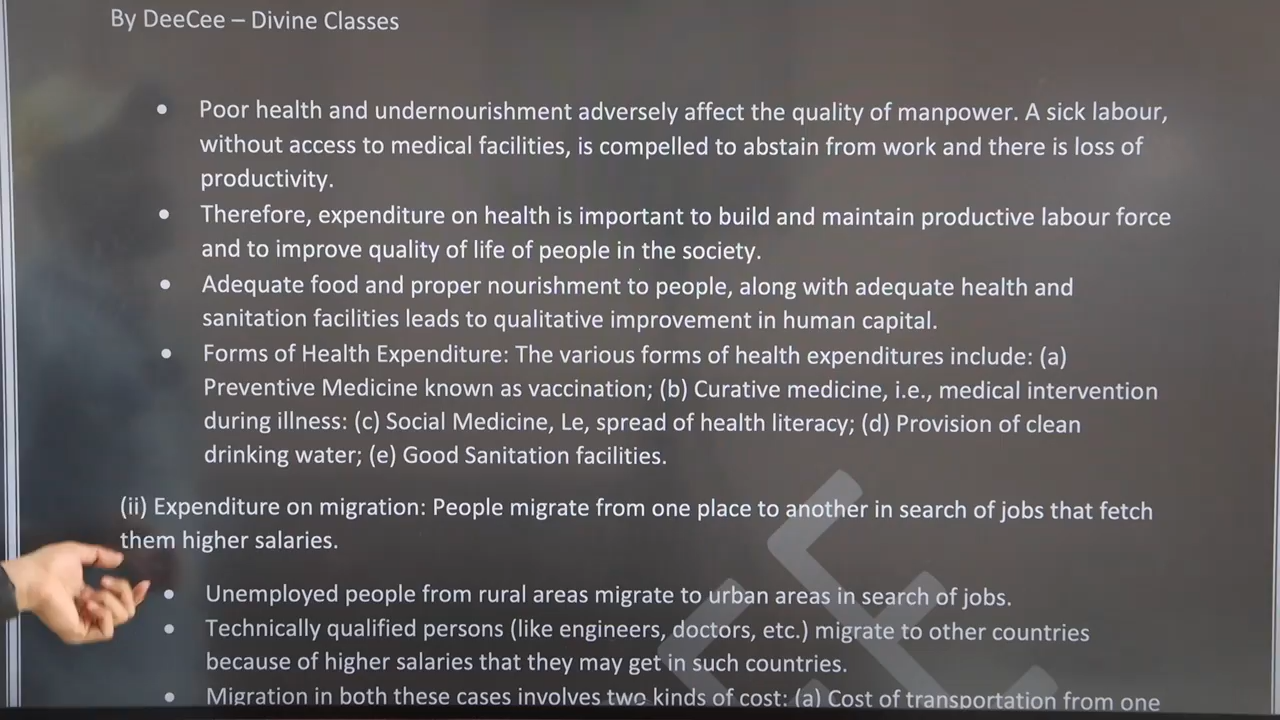 By DeeCee – Divine Classes
• Poor health and undernourishment adversely affect the quality of manpower. A sick labour,
without access to medical facilities, is compelled to abstain from work and there is loss of
productivity.
• Therefore, expenditure on health is important to build and maintain productive labour force
and to improve quality of life of people in the society.
• Adequate food and proper nourishment to people, along with adequate health and
sanitation facilities leads to qualitative improvement in human capital.
• Forms of Health Expenditure: The various forms of health expenditures include: (a)
Preventive Medicine known as vaccination; (b) Curative medicine, i.e., medical intervention
during illness: (c) Social Medicine, Le, spread of health literacy; (d) Provision of clean
drinking water; (e) Good Sanitation facilities.
(ii) Expenditure on migration: People migrate from one place to another in search of jobs that fetch
them higher salaries.
• Unemployed people from rural areas migrate to urban areas in search of jobs.
• Technically qualified persons (like engineers, doctors, etc.) migrate to other countries
because of higher salaries that they may get in such countries.
• Migration in both these cases involves two kinds of cost: (a) Cost of transportation from one